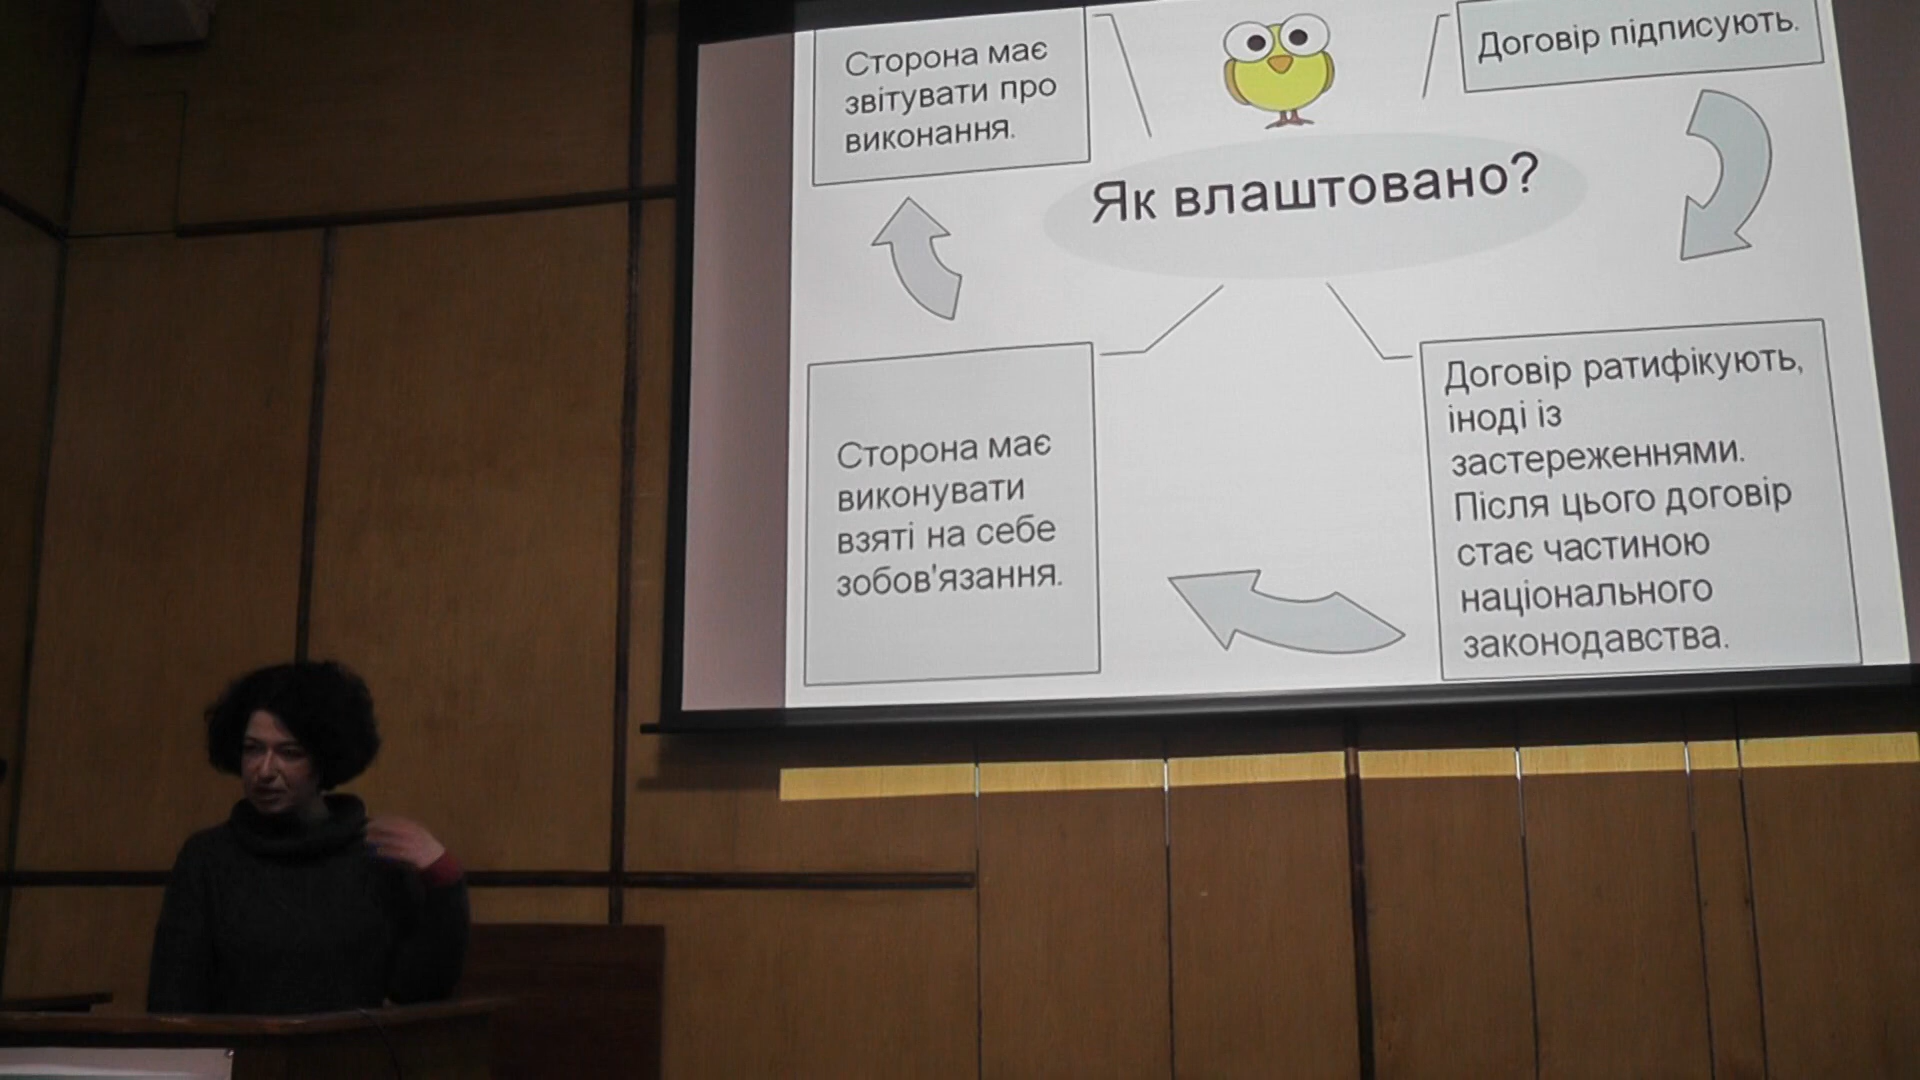 Як влаштовано?
Договір підписують.
Договір ратифікують,
іноді із
застереженнями.
Після цього договір
стає частиною
національного
законодавства.
Сторона має
виконувати
взяті на себе
зобов'язання.
Сторона має
звітувати про
виконання.